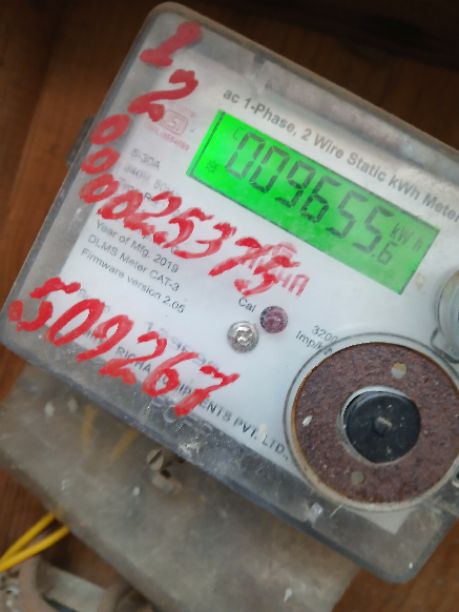 ac 1-Phase, 2 Wire Static kWh Meter
009655.6 kWh
5-30A
Year of Mfg. 2019
DLMS Meter CAT-3
Firmware version 2.05
Cal
3200
Imp/k
PVT. LTD.,
1
2
0
0
0025375
509267